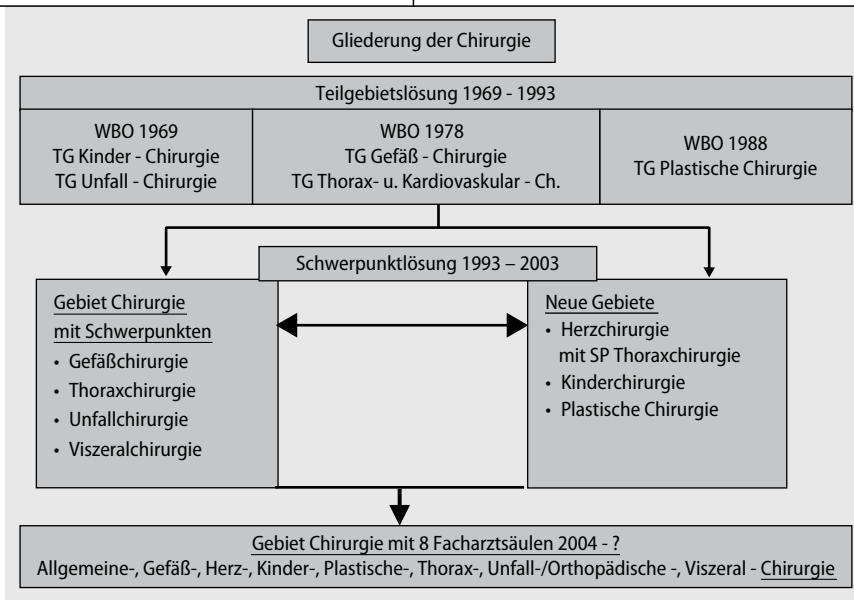 Gliederung der Chirurgie
Teilgebietslösung 1969 - 1993
WBO 1969
TG Kinder - Chirurgie
TG Unfall - Chirurgie
WBO 1978
TG Gefäß - Chirurgie
TG Thorax- u. Kardiovaskular - Ch.
WBO 1988
TG Plastische Chirurgie
Schwerpunktlösung 1993 – 2003
Gebiet Chirurgie
mit Schwerpunkten
• Gefäßchirurgie
• Thoraxchirurgie
• Unfallchirurgie
• Viszeralchirurgie
Neue Gebiete
• Herzchirurgie
mit SP Thoraxchirurgie
• Kinderchirurgie
• Plastische Chirurgie
Gebiet Chirurgie mit 8 Facharztsäulen 2004 - ?
Allgemeine-, Gefäß-, Herz-, Kinder-, Plastische-, Thorax-, Unfall-/Orthopädische -, Viszeral - Chirurgie